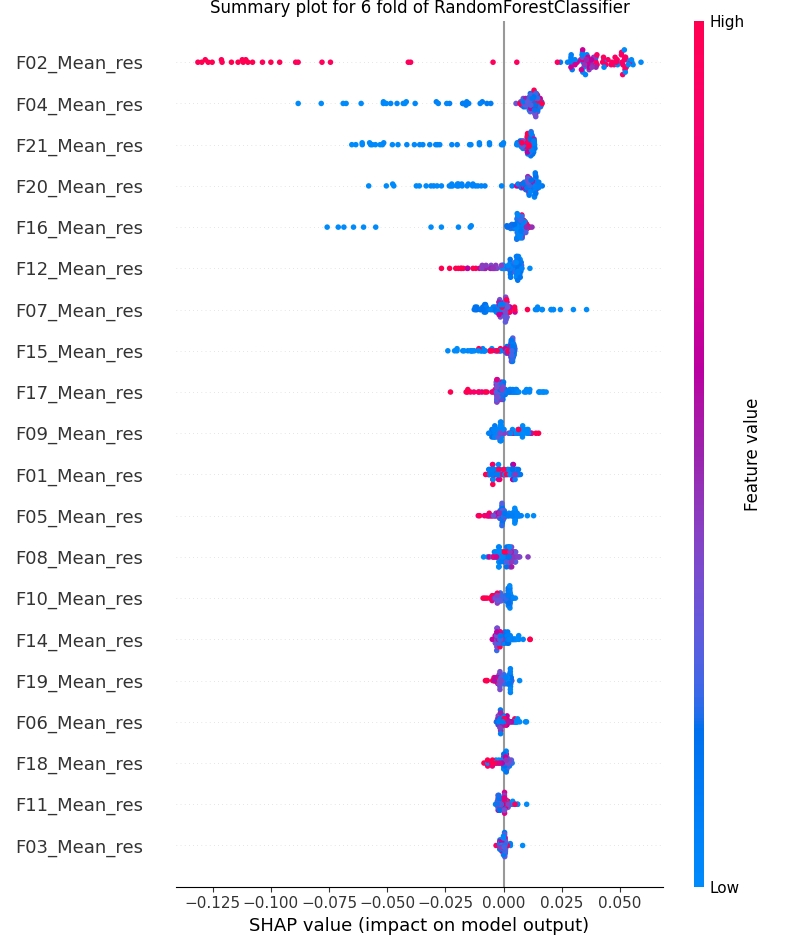 Summary plot for 6 fold of RandomForestClassifier
High
F02_Mean_res
F04_Mean_res
F21_Mean_res
F20_Mean_res
F16_Mean_res
F12_Mean_res
F07_Mean_res
F15_Mean_res
F17_Mean_res
F09_Mean_res
F01_Mean_res
F05_Mean_res
F08_Mean_res
F10_Mean_res
F14_Mean_res
F19_Mean_res
F06_Mean_res
F18_Mean_res
F11_Mean_res
F03_Mean_res
Feature value
Low
−0.125 −0.100 −0.075 −0.050 −0.025 0.000 0.025 0.050
SHAP value (impact on model output)